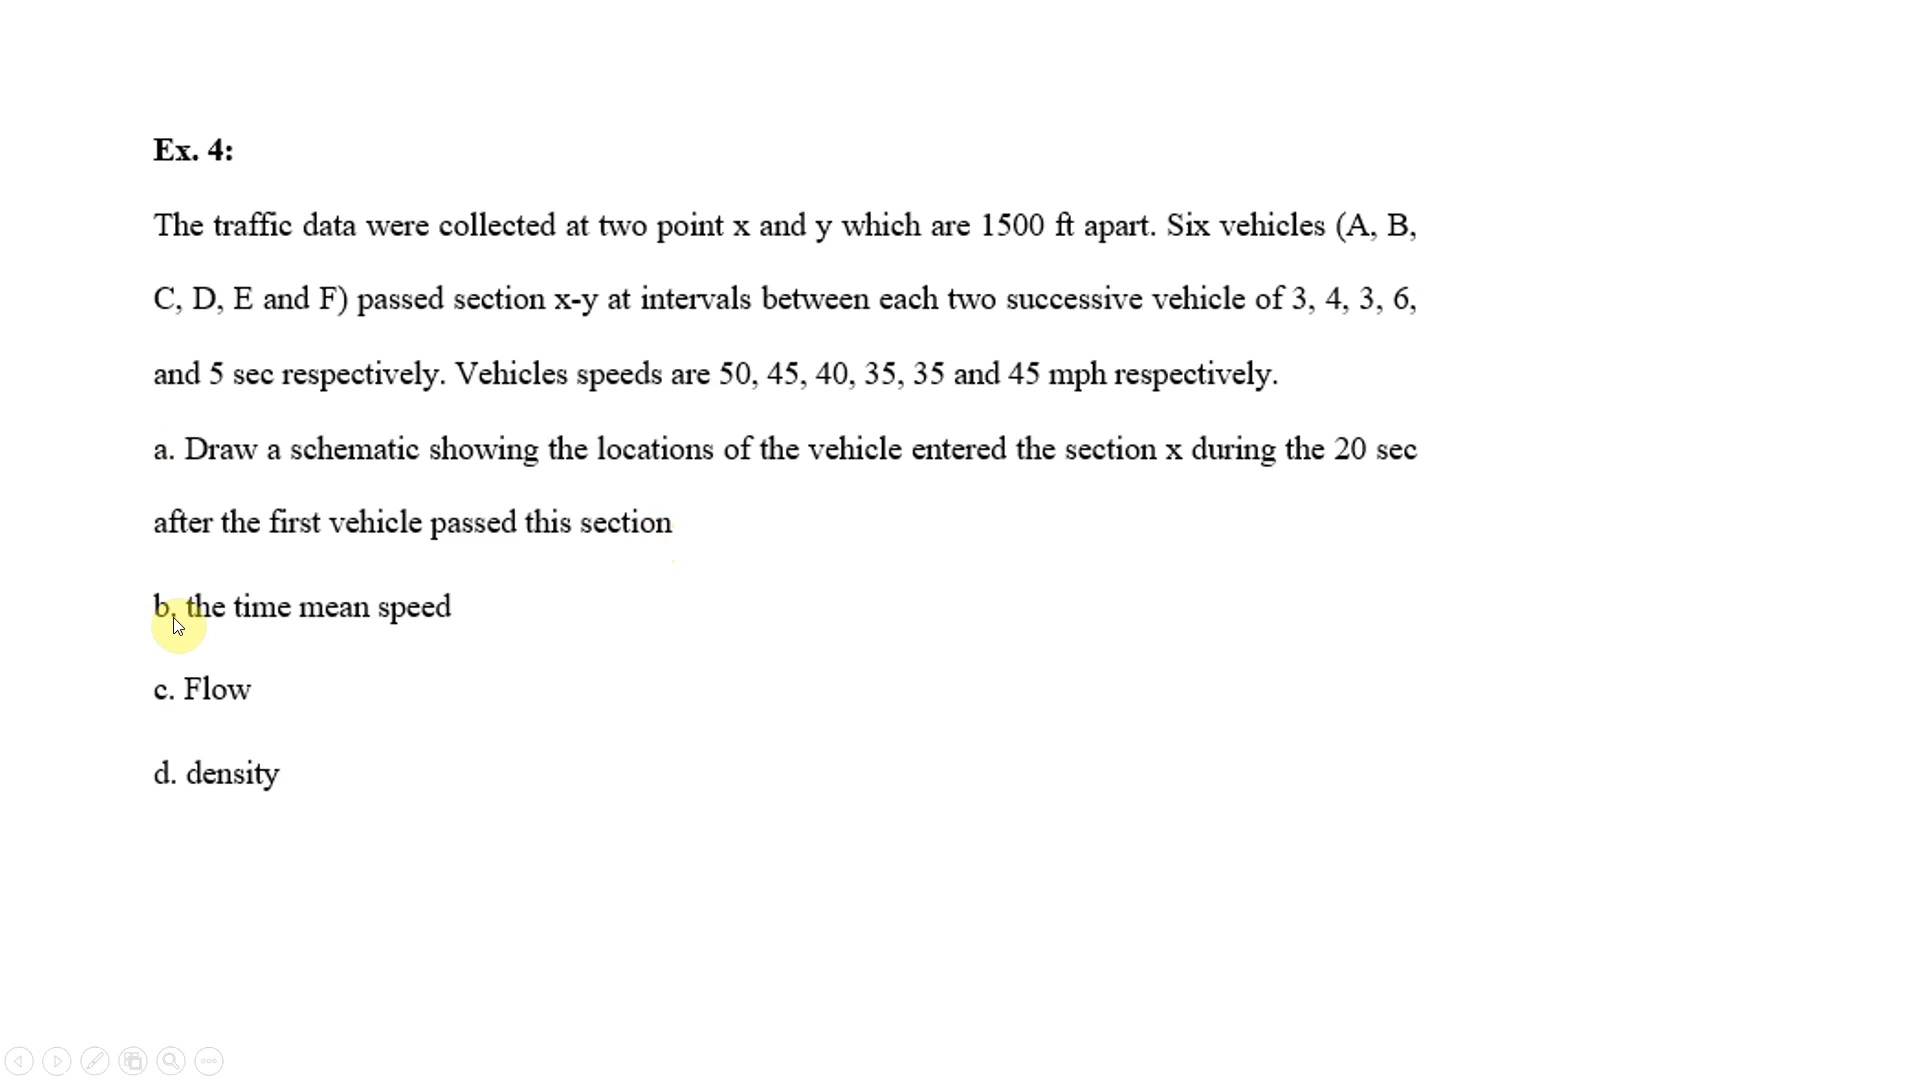 Ex. 4:
The traffic data were collected at two point x and y which are 1500 ft apart. Six vehicles (A, B,
C, D, E and F) passed section x-y at intervals between each two successive vehicle of 3, 4, 3, 6,
and 5 sec respectively. Vehicles speeds are 50, 45, 40, 35, 35 and 45 mph respectively.
a. Draw a schematic showing the locations of the vehicle entered the section x during the 20 sec
after the first vehicle passed this section
b. the time mean speed
c. Flow
d. density